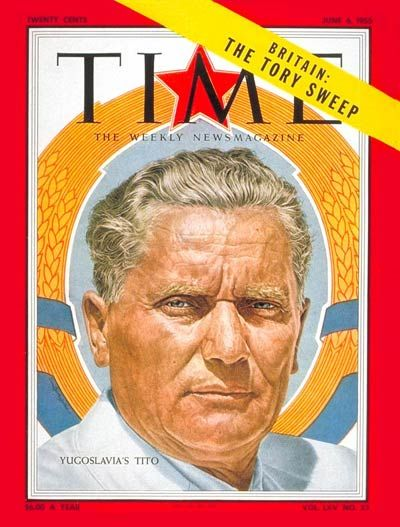 TWENTY CENTS
JUNE 6, 1955
BRITAIN:
THE TORY SWEEP
TIME
THE WEEKLY NEWSMAGAZINE
YUGOSLAVIA'S TITO
$6.00 A YEAR
VOL. LXV NO. 23